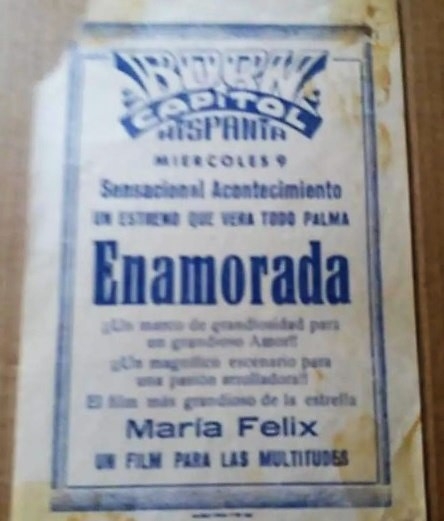 BORN
CAPITOL
HISPANIA
MIERCOLES 9
Sensacional Acontecimiento
UN ESTRENO QUE VERA TODO PALMA
Enamorada
¡¡Un marco de grandiosidad para
un grandioso Amor!!
¡¡Un magnífico escenario para
una pasión arrolladora!!
El film más grandioso de la estrella
María Felix
UN FILM PARA LAS MULTITUDES